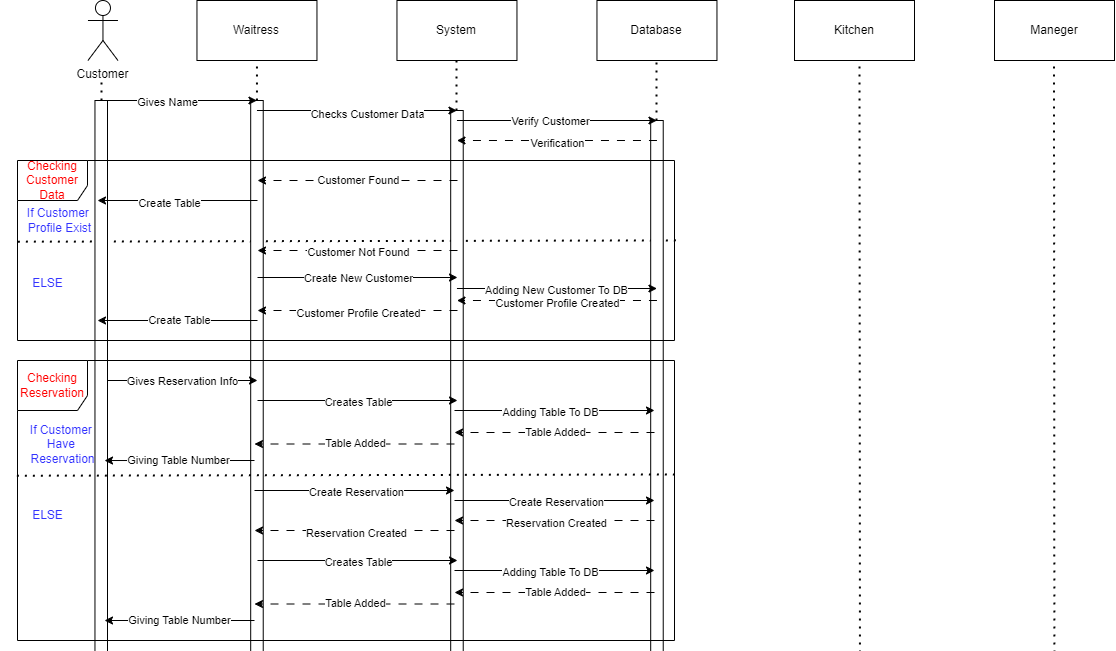 Customer
Waitress
System
Database
Kitchen
Maneger
Gives Name
Checks Customer Data
Verify Customer
Verification
Checking
Customer
Data
Customer Found
Create Table
If Customer
Profile Exist
Customer Not Found
ELSE
Create New Customer
Adding New Customer To DB
Customer Profile Created
Customer Profile Created
Create Table
Checking
Reservation
Gives Reservation Info
Creates Table
Adding Table To DB
If Customer
Have
Reservation
Table Added
Table Added
Giving Table Number
Create Reservation
Create Reservation
ELSE
Reservation Created
Reservation Created
Creates Table
Adding Table To DB
Table Added
Table Added
Giving Table Number